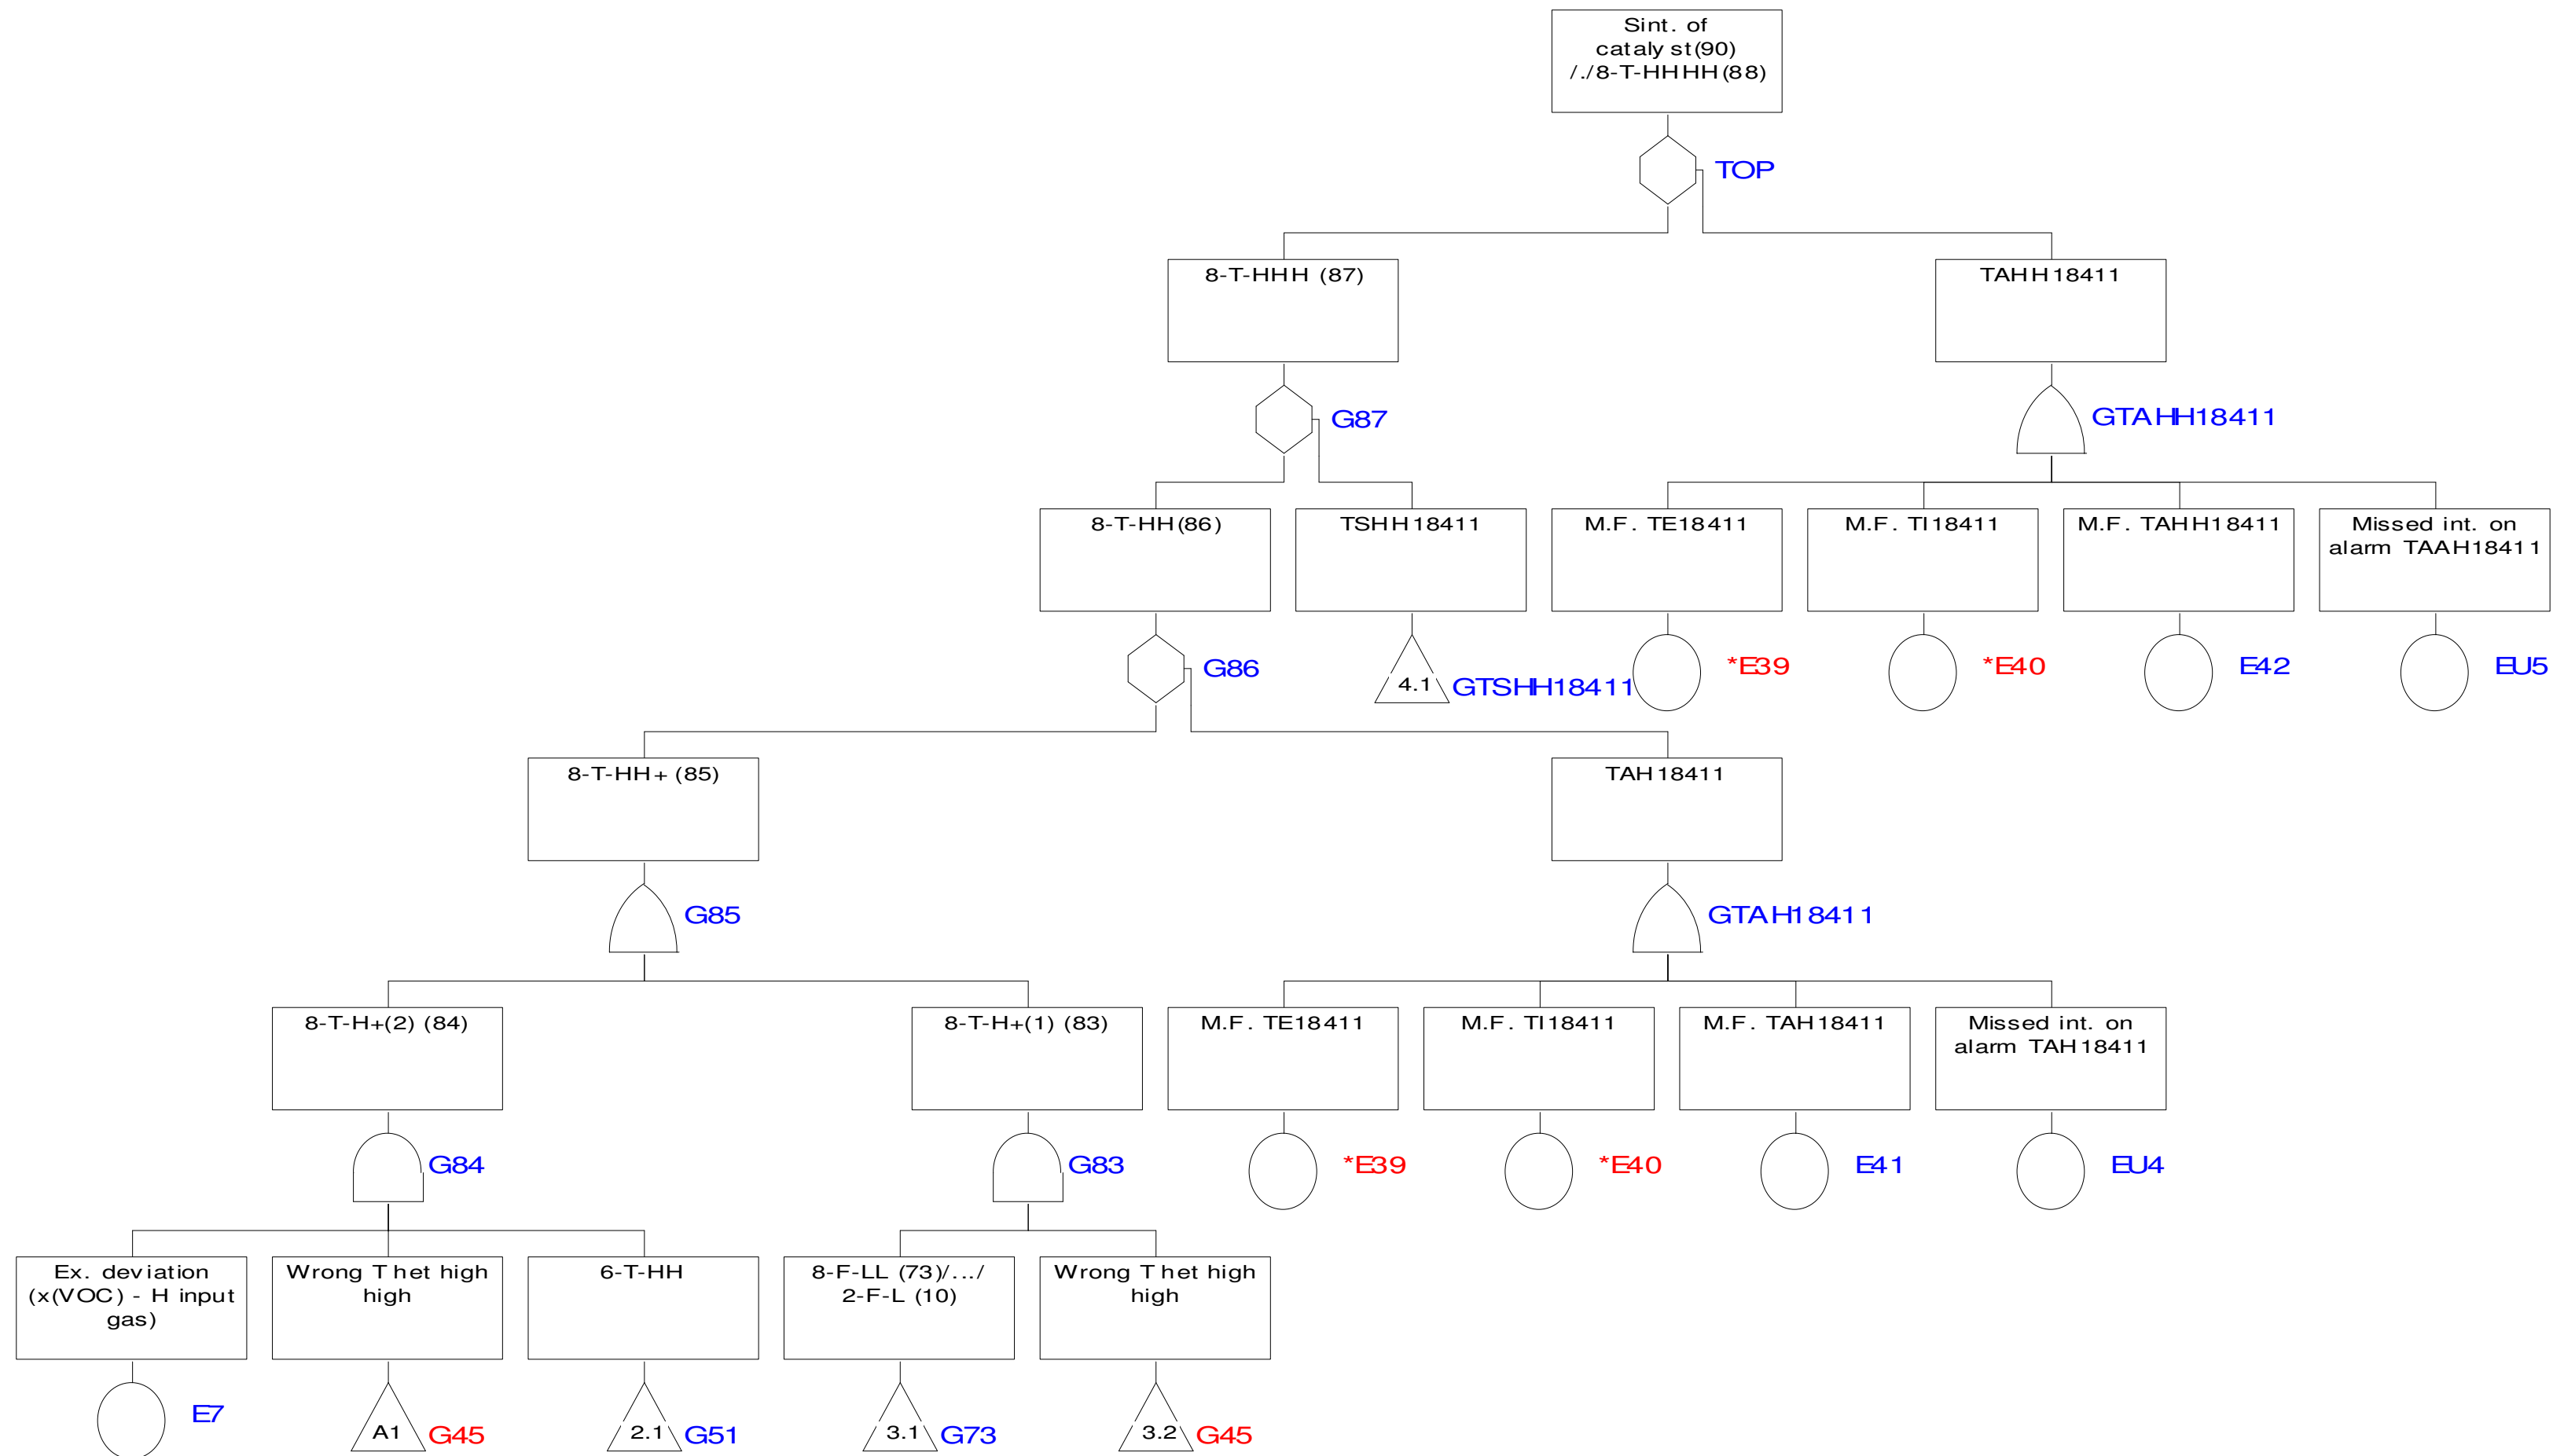 Sint. of
catalyst(90)
/./8-T-HHHH(88)
TOP
8-T-HHH (87)
TAHH18411
G87
GTAHH18411
8-T-HH(86)
TSHH18411
M.F. TE18411
M.F. TI18411
M.F. TAHH18411
Missed int. on
alarm TAAH18411
G86
4.1
GTSHH18411
*E39
*E40
E42
EU5
8-T-HH+ (85)
TAH18411
G85
GTAH18411
8-T-H+(2) (84)
8-T-H+(1) (83)
M.F. TE18411
M.F. TI18411
M.F. TAH18411
Missed int. on
alarm TAH18411
G84
G83
*E39
*E40
E41
EU4
Ex. deviation
(x(VOC) - H input
gas)
Wrong T het high
high
6-T-HH
8-F-LL (73)/.../
2-F-L (10)
Wrong T het high
high
E7
A1
G45
2.1
G51
3.1
G73
3.2
G45